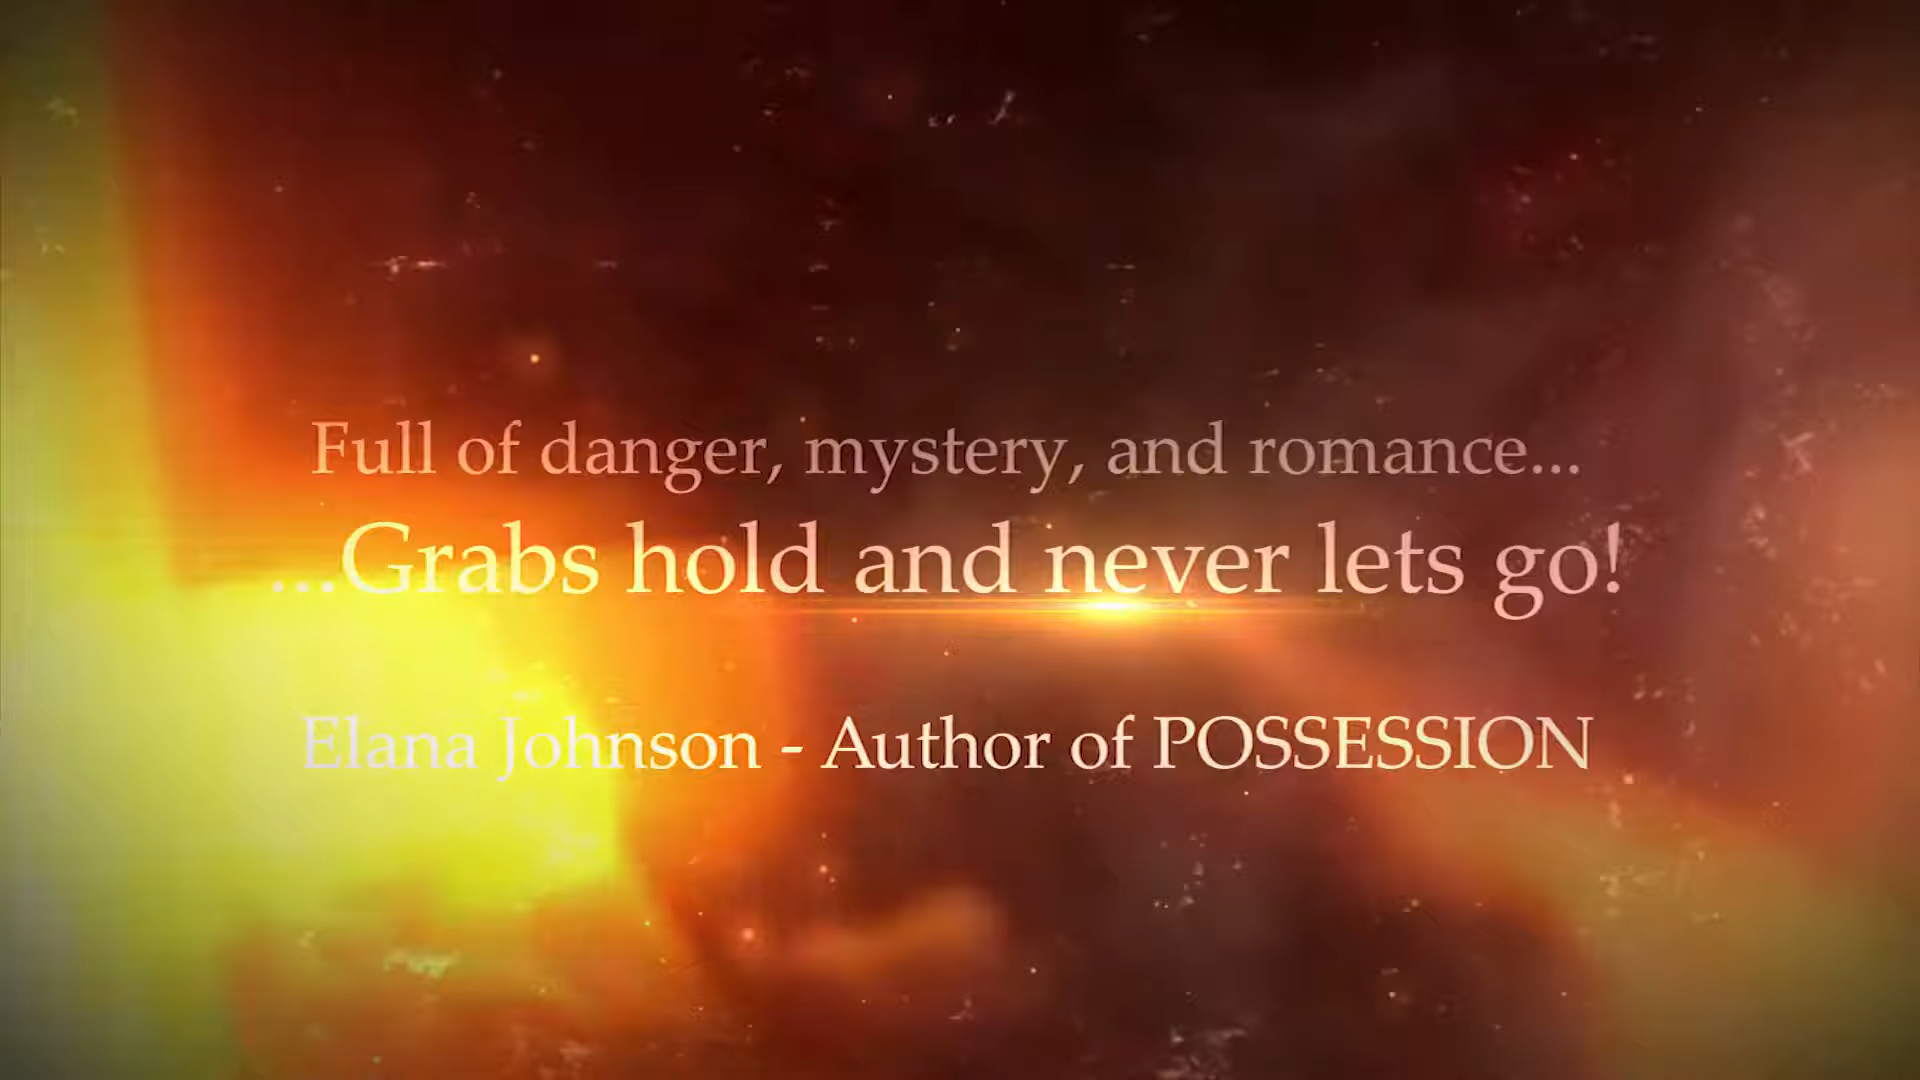 Full of danger, mystery, and romance...
...Grabs hold and never lets go!
Elana Johnson - Author of POSSESSION